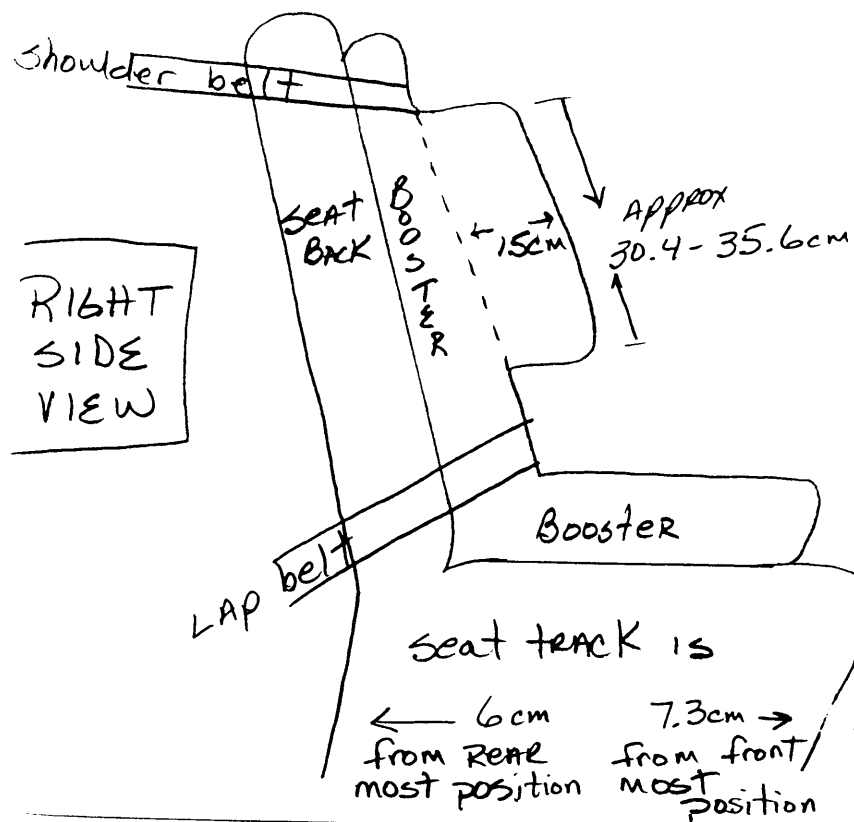 shoulder belt
SEAT
BACK
BOOSTER
15cm
APPROX
30.4 - 35.6cm
RIGHT
SIDE
VIEW
Booster
LAP belt
seat TRACK is
6cm
from REAR
most position
7.3cm
from front
most
position